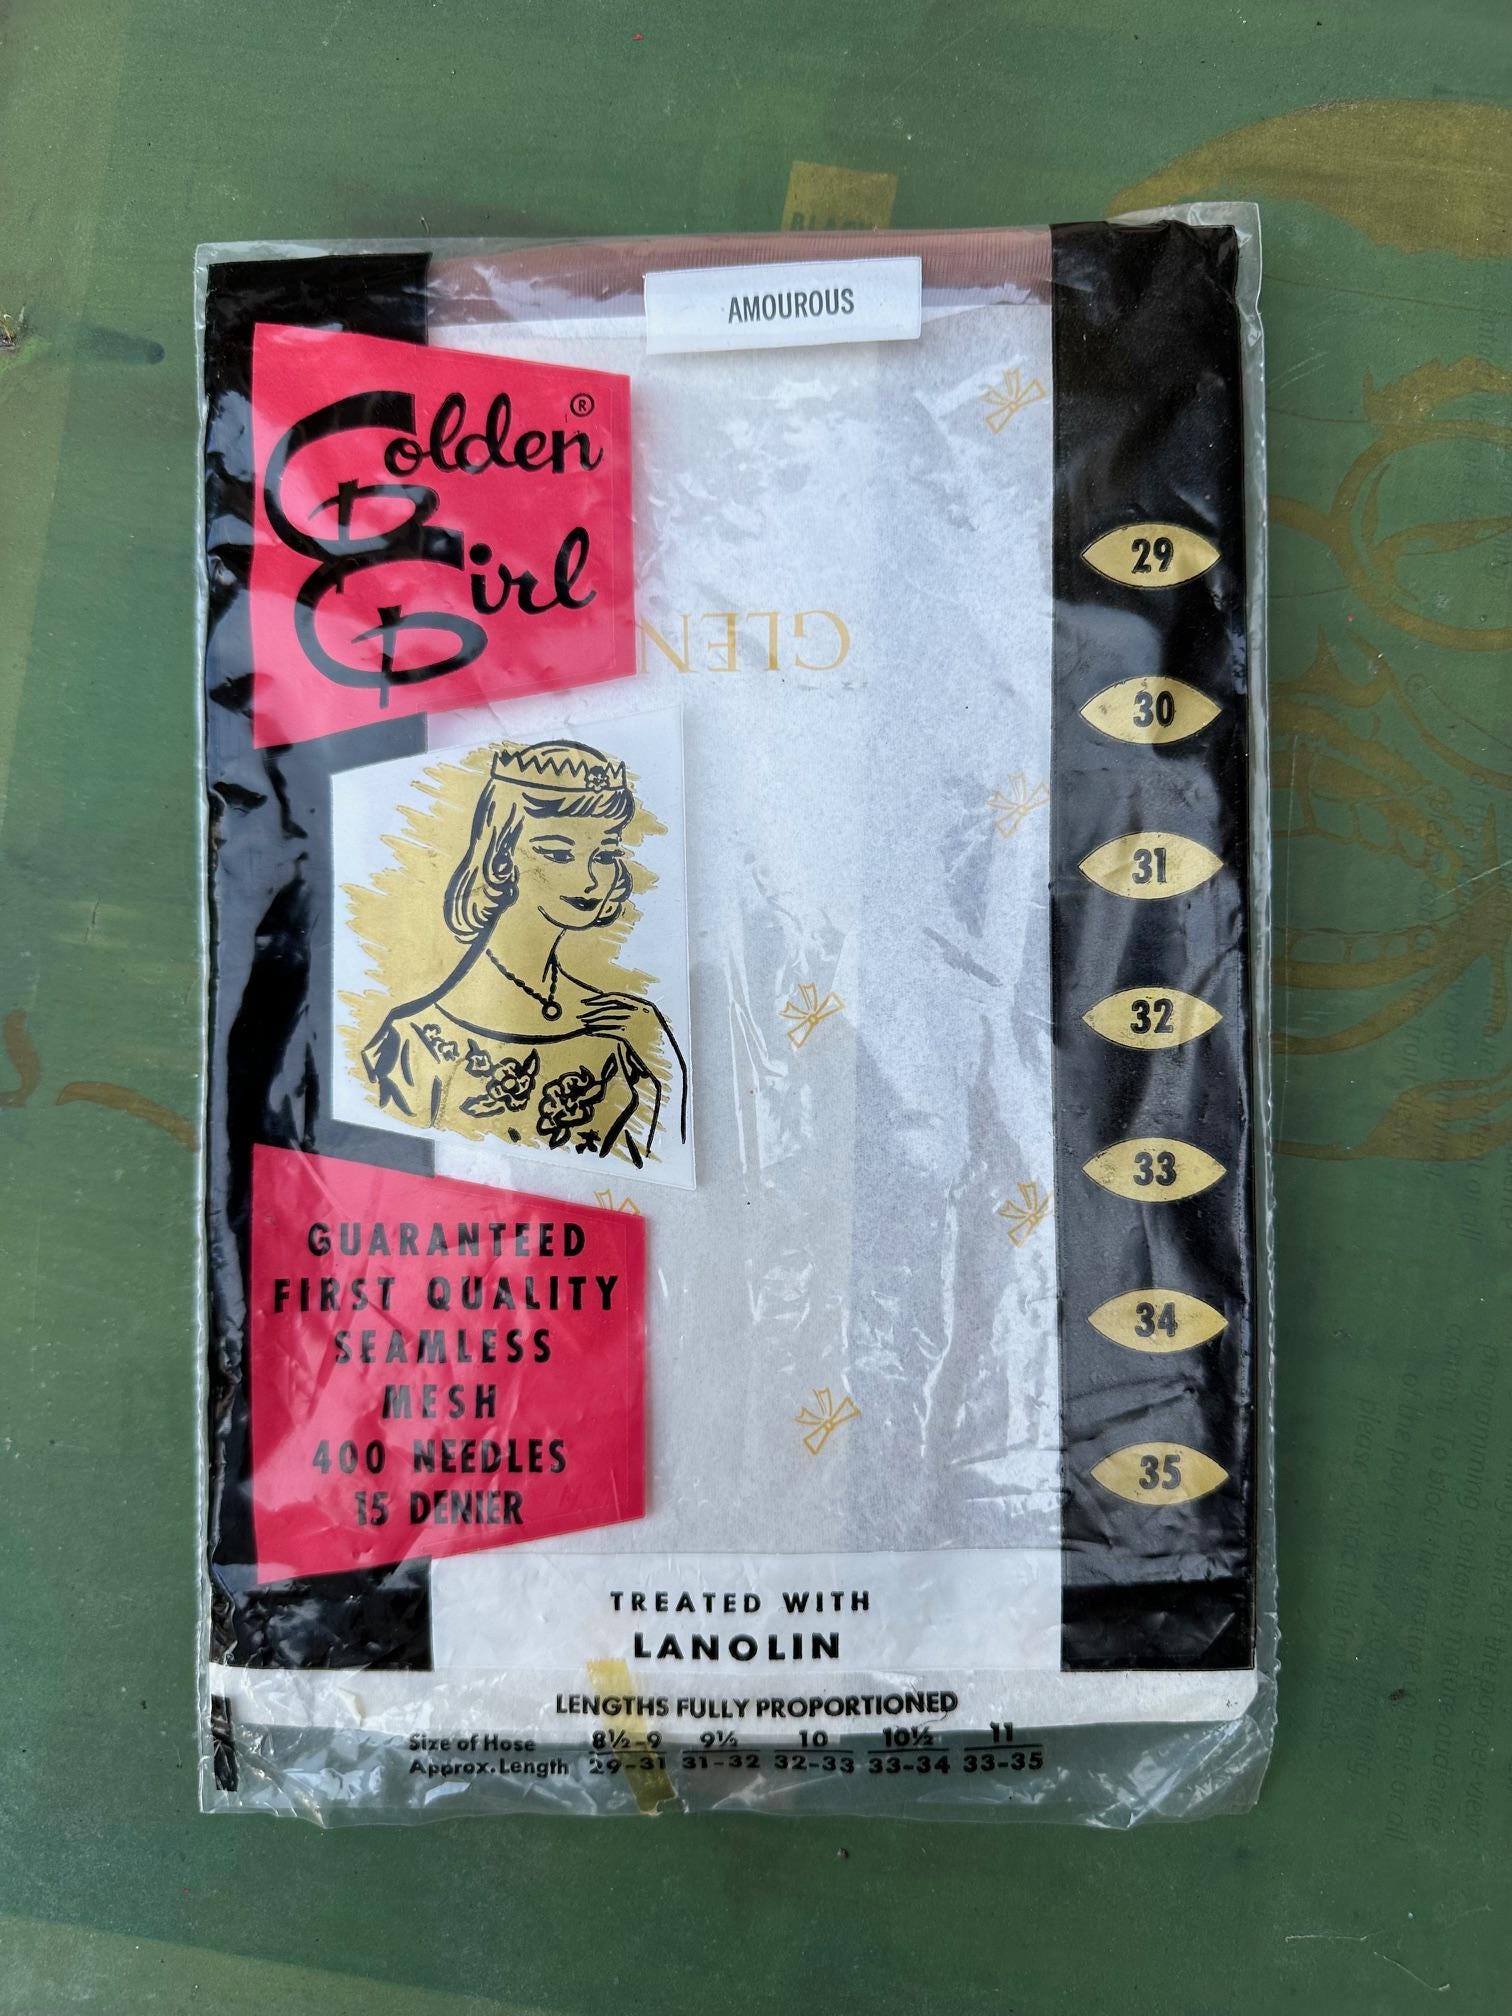 AMOUROUS
Golden®
Girl
GLEN
29
30
31
32
33
34
35
GUARANTEED
FIRST QUALITY
SEAMLESS
MESH
400 NEEDLES
15 DENIER
TREATED WITH
LANOLIN
LENGTHS FULLY PROPORTIONED
Size of Hose 8½-9 9½ 10 10½ 11
Approx. Length 29-31 31-32 32-33 33-34 33-35
BLACK